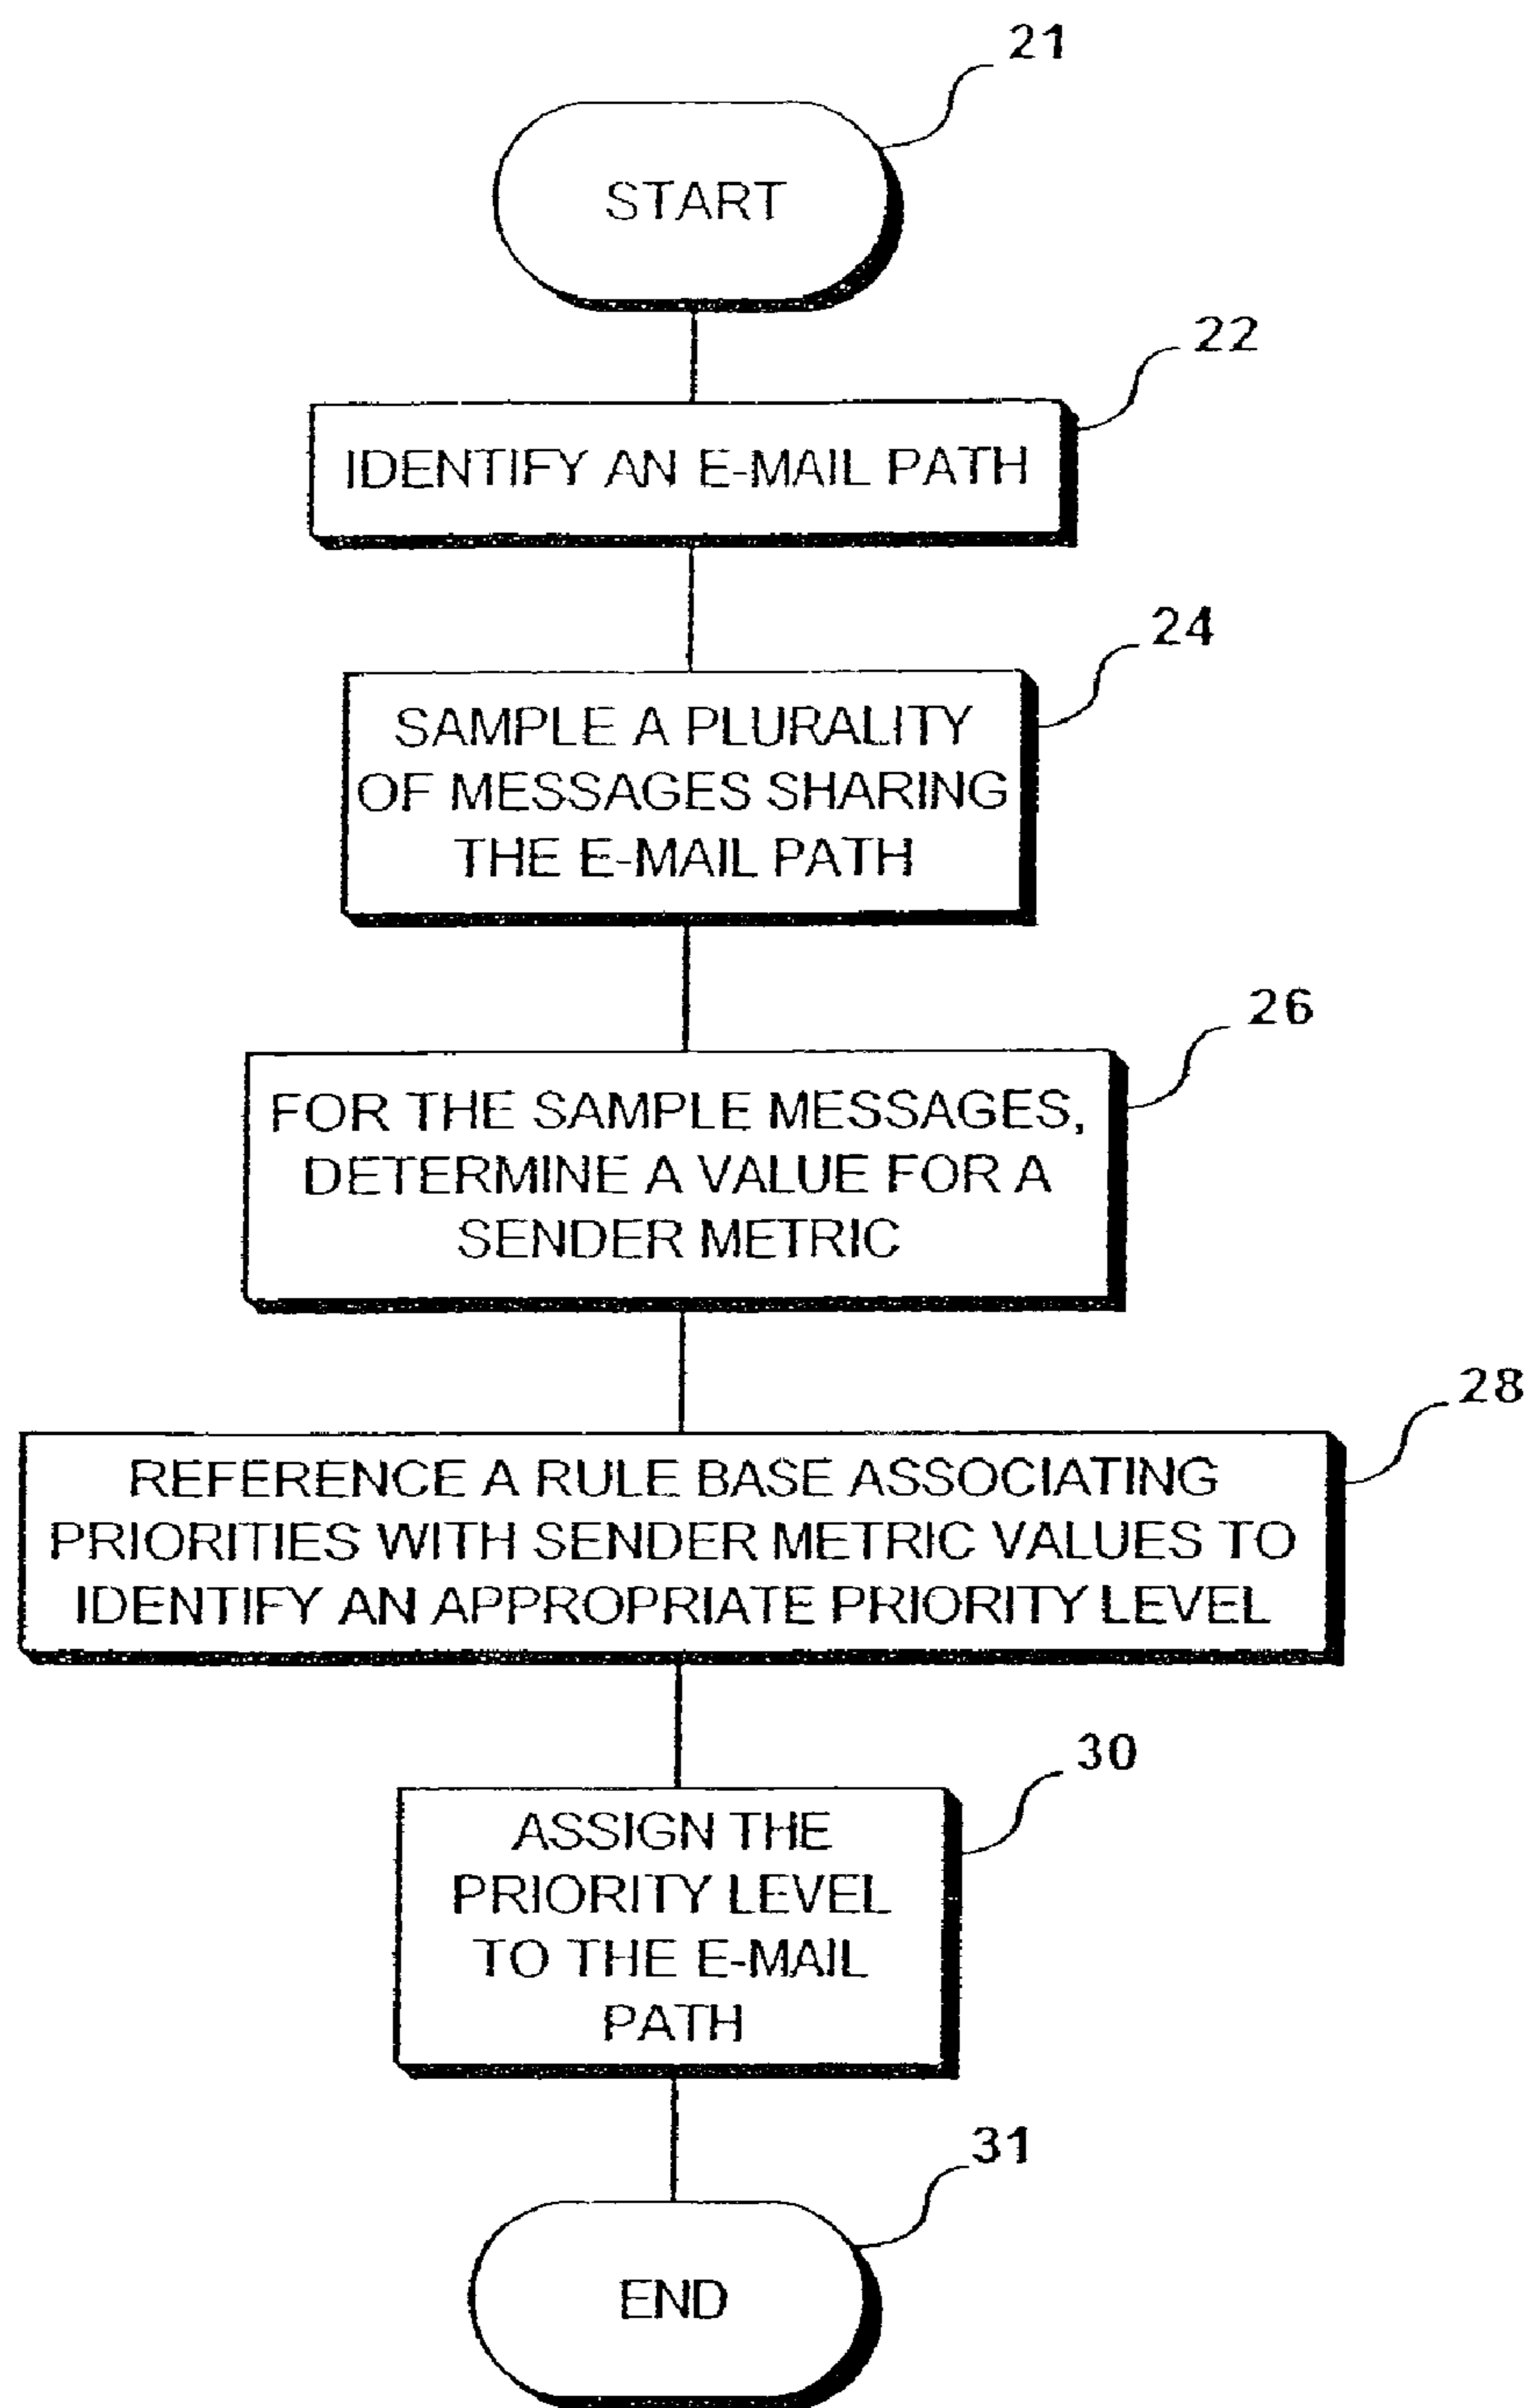 21
START
22
IDENTIFY AN E-MAIL PATH
24
SAMPLE A PLURALITY
OF MESSAGES SHARING
THE E-MAIL PATH
26
FOR THE SAMPLE MESSAGES,
DETERMINE A VALUE FOR A
SENDER METRIC
28
REFERENCE A RULE BASE ASSOCIATING
PRIORITIES WITH SENDER METRIC VALUES TO
IDENTIFY AN APPROPRIATE PRIORITY LEVEL
30
ASSIGN THE
PRIORITY LEVEL
TO THE E-MAIL
PATH
31
END